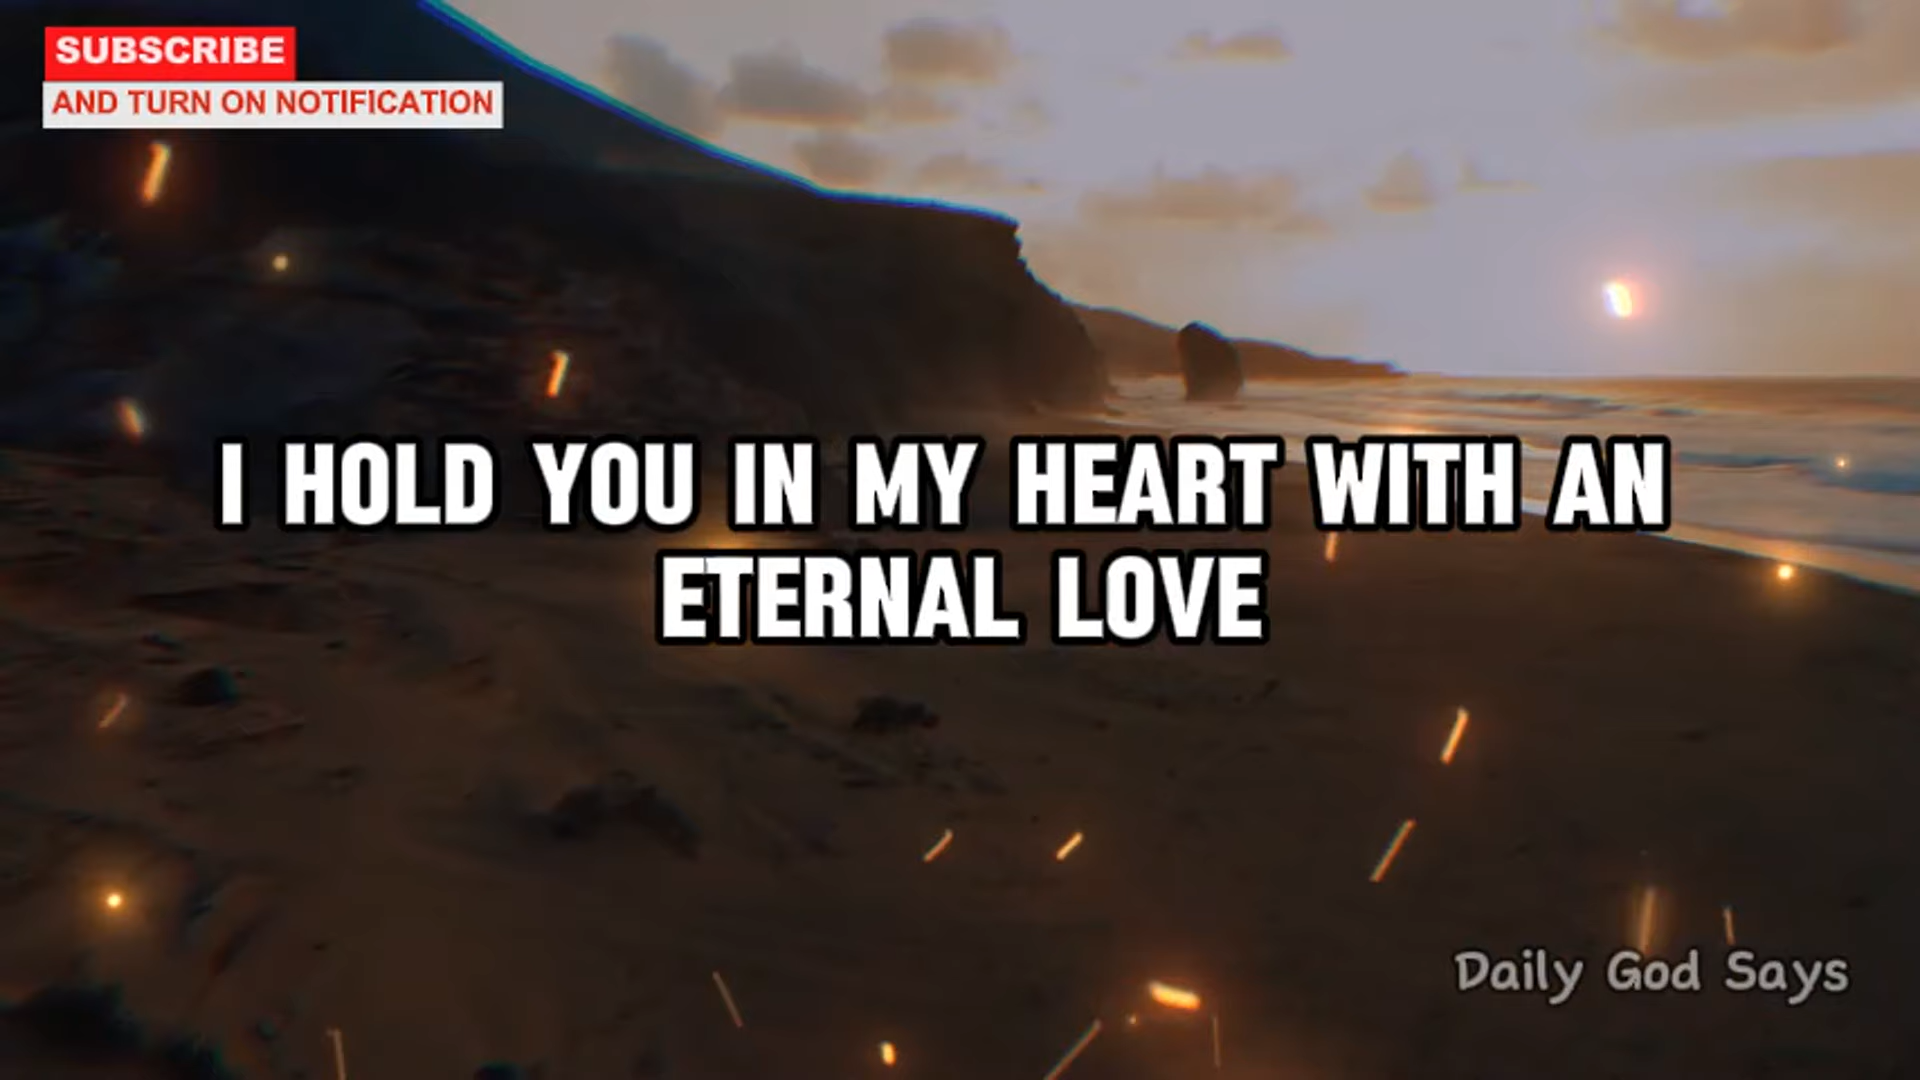 SUBSCRIBE
AND TURN ON NOTIFICATION
I HOLD YOU IN MY HEART WITH AN
ETERNAL LOVE
Daily God Says